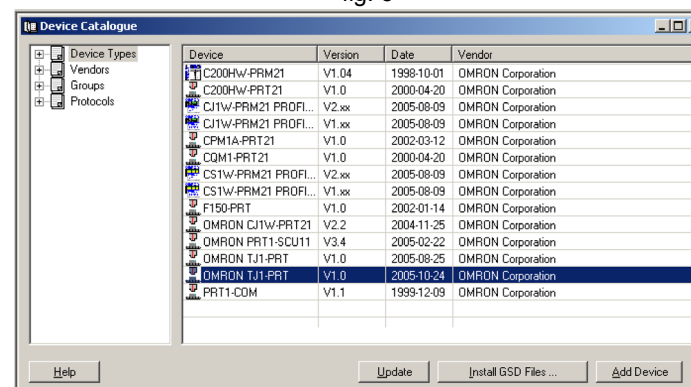 Device Catalogue
Device Types
Vendors
Groups
Protocols
Device Version Date Vendor
C200HW-PRM21 V1.04 1998-10-01 OMRON Corporation
C200HW-PRT21 V1.0 2000-04-20 OMRON Corporation
CJ1W-PRM21 PROFI... V2.xx 2005-08-09 OMRON Corporation
CJ1W-PRM21 PROFI... V1.xx 2005-08-09 OMRON Corporation
CPM1A-PRT21 V1.0 2002-03-12 OMRON Corporation
CQM1-PRT21 V1.0 2000-04-20 OMRON Corporation
CS1W-PRM21 PROFI... V2.xx 2005-08-09 OMRON Corporation
CS1W-PRM21 PROFI... V1.xx 2005-08-09 OMRON Corporation
F150-PRT V1.0 2002-01-14 OMRON Corporation
OMRON CJ1W-PRT21 V2.2 2004-11-25 OMRON Corporation
OMRON PRT1-SCU11 V3.4 2005-02-22 OMRON Corporation
OMRON TJ1-PRT V1.0 2005-08-25 OMRON Corporation
OMRON TJ1-PRT V1.0 2005-10-24 OMRON Corporation
PRT1-COM V1.1 1999-12-09 OMRON Corporation
Help Update Install GSD Files ... Add Device